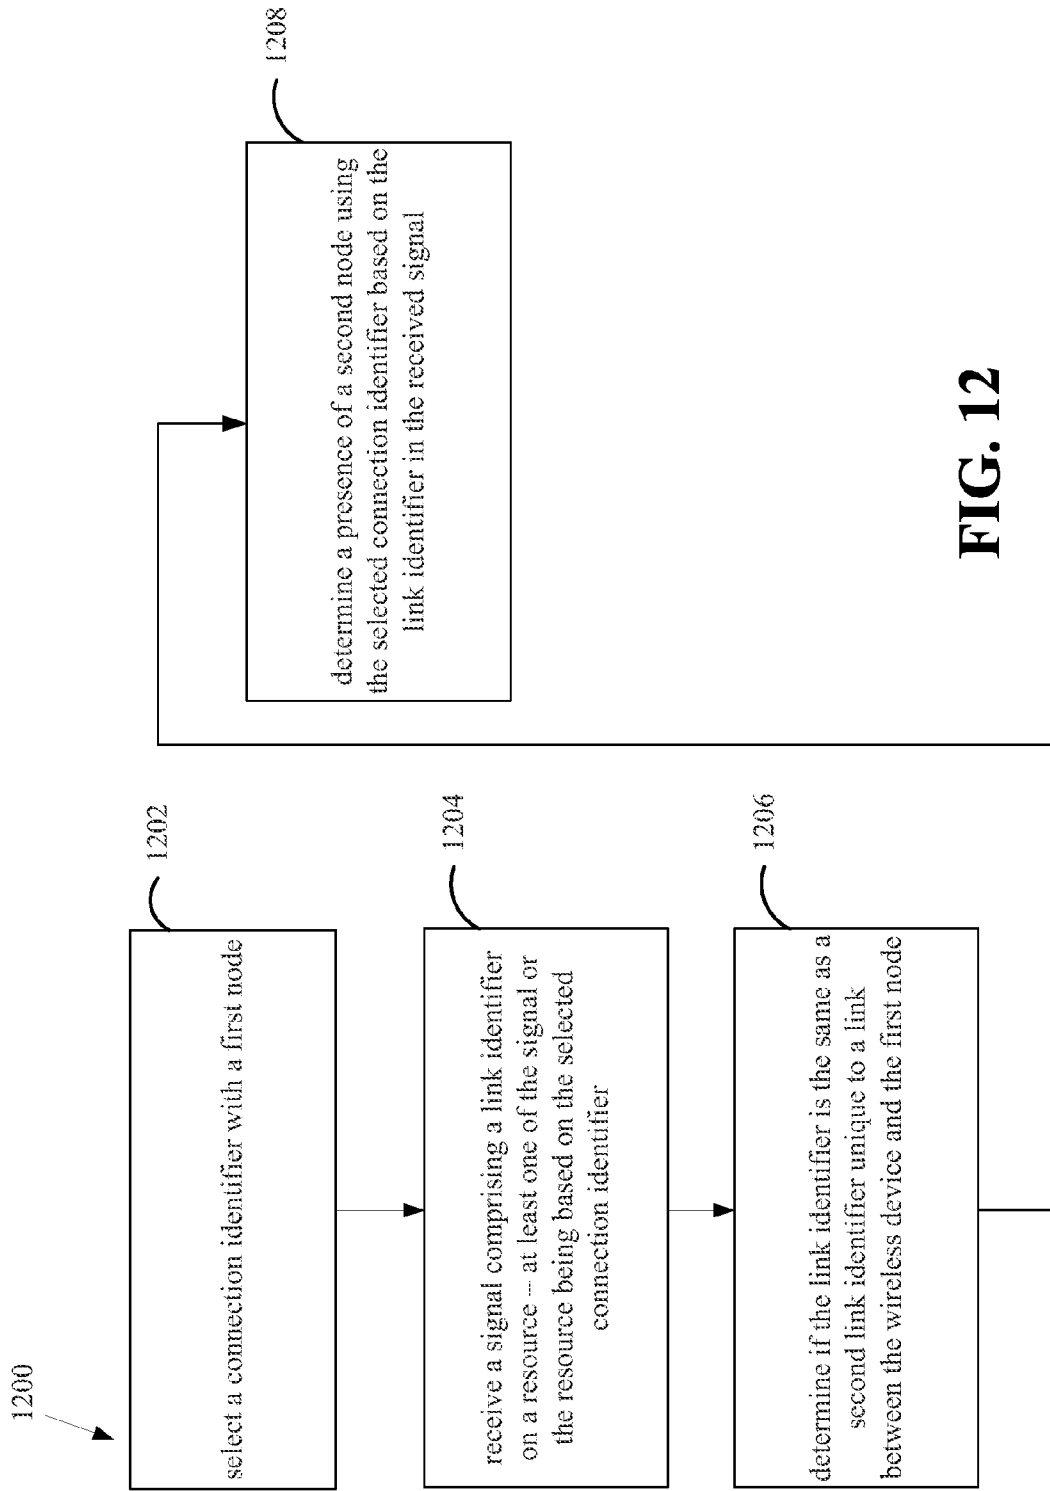 1200
1202
select a connection identifier with a first node
1204
receive a signal comprising a link identifier
on a resource – at least one of the signal or
the resource being based on the selected
connection identifier
1206
determine if the link identifier is the same as a
second link identifier unique to a link
between the wireless device and the first node
1208
determine a presence of a second node using
the selected connection identifier based on the
link identifier in the received signal
FIG. 12